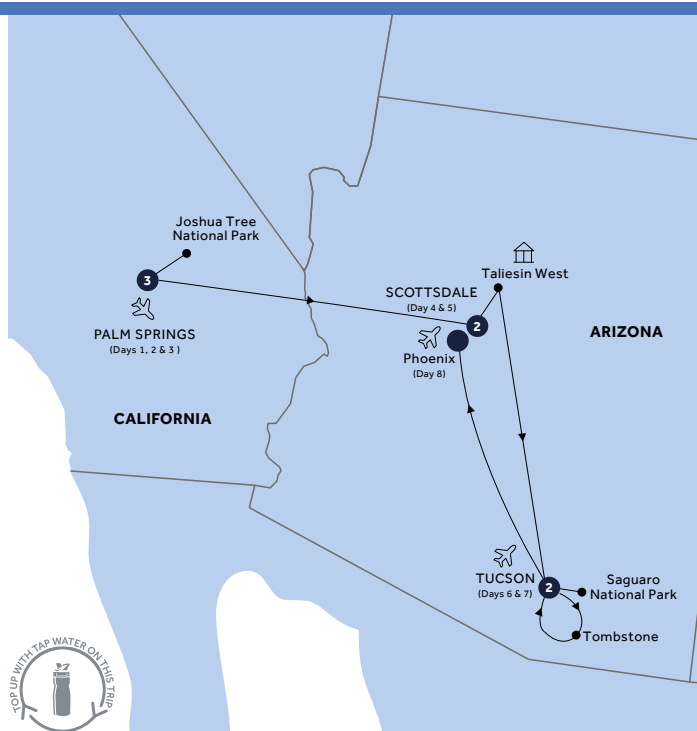 Joshua Tree
National Park
3
PALM SPRINGS
(Days 1, 2 & 3 )
CALIFORNIA
Taliesin West
SCOTTSDALE
(Day 4 & 5)
2
Phoenix
(Day 8)
ARIZONA
TUCSON
(Days 6 & 7)
2
Saguaro
National Park
Tombstone
TOP UP WITH TAP WATER ON THIS TRIP